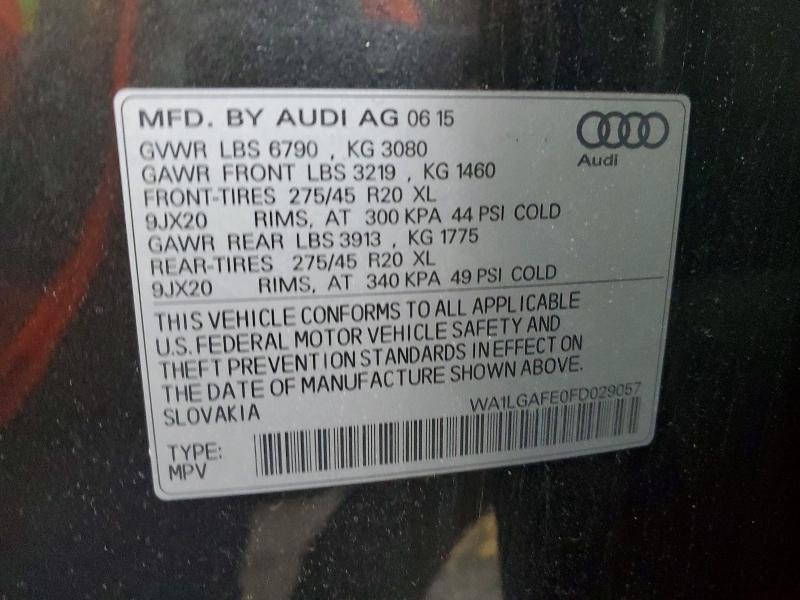 MFD. BY AUDI AG 06 15
Audi
GVWR LBS 6790 , KG 3080
GAWR FRONT LBS 3219 , KG 1460
FRONT-TIRES 275/45 R20 XL
9JX20 RIMS, AT 300 KPA 44 PSI COLD
GAWR REAR LBS 3913 , KG 1775
REAR-TIRES 275/45 R20 XL
9JX20 RIMS, AT 340 KPA 49 PSI COLD
THIS VEHICLE CONFORMS TO ALL APPLICABLE
U.S. FEDERAL MOTOR VEHICLE SAFETY AND
THEFT PREVENTION STANDARDS IN EFFECT ON
THE DATE OF MANUFACTURE SHOWN ABOVE.
SLOVAKIA
WA1LGAFE0FD029057
TYPE:
MPV